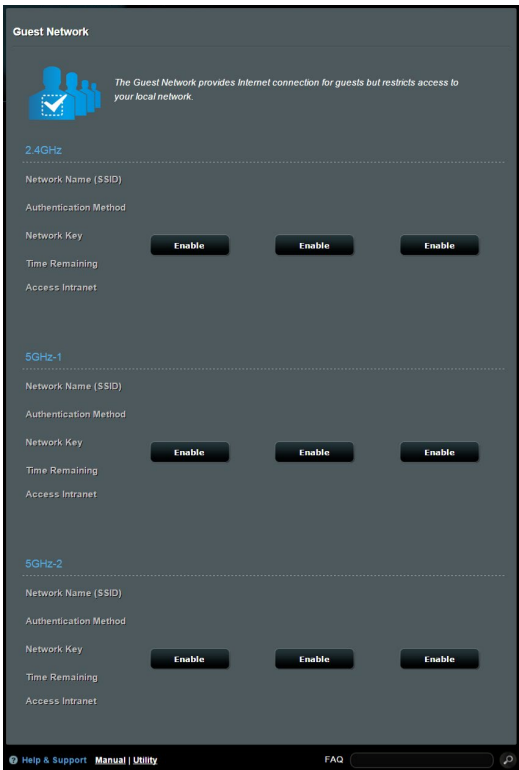 Guest Network
The Guest Network provides Internet connection for guests but restricts access to
your local network.
2.4GHz
Network Name (SSID)
Authentication Method
Network Key
Enable Enable Enable
Time Remaining
Access Intranet
5GHz-1
Network Name (SSID)
Authentication Method
Network Key
Enable Enable Enable
Time Remaining
Access Intranet
5GHz-2
Network Name (SSID)
Authentication Method
Network Key
Enable Enable Enable
Time Remaining
Access Intranet
? Help & Support Manual | Utility FAQ